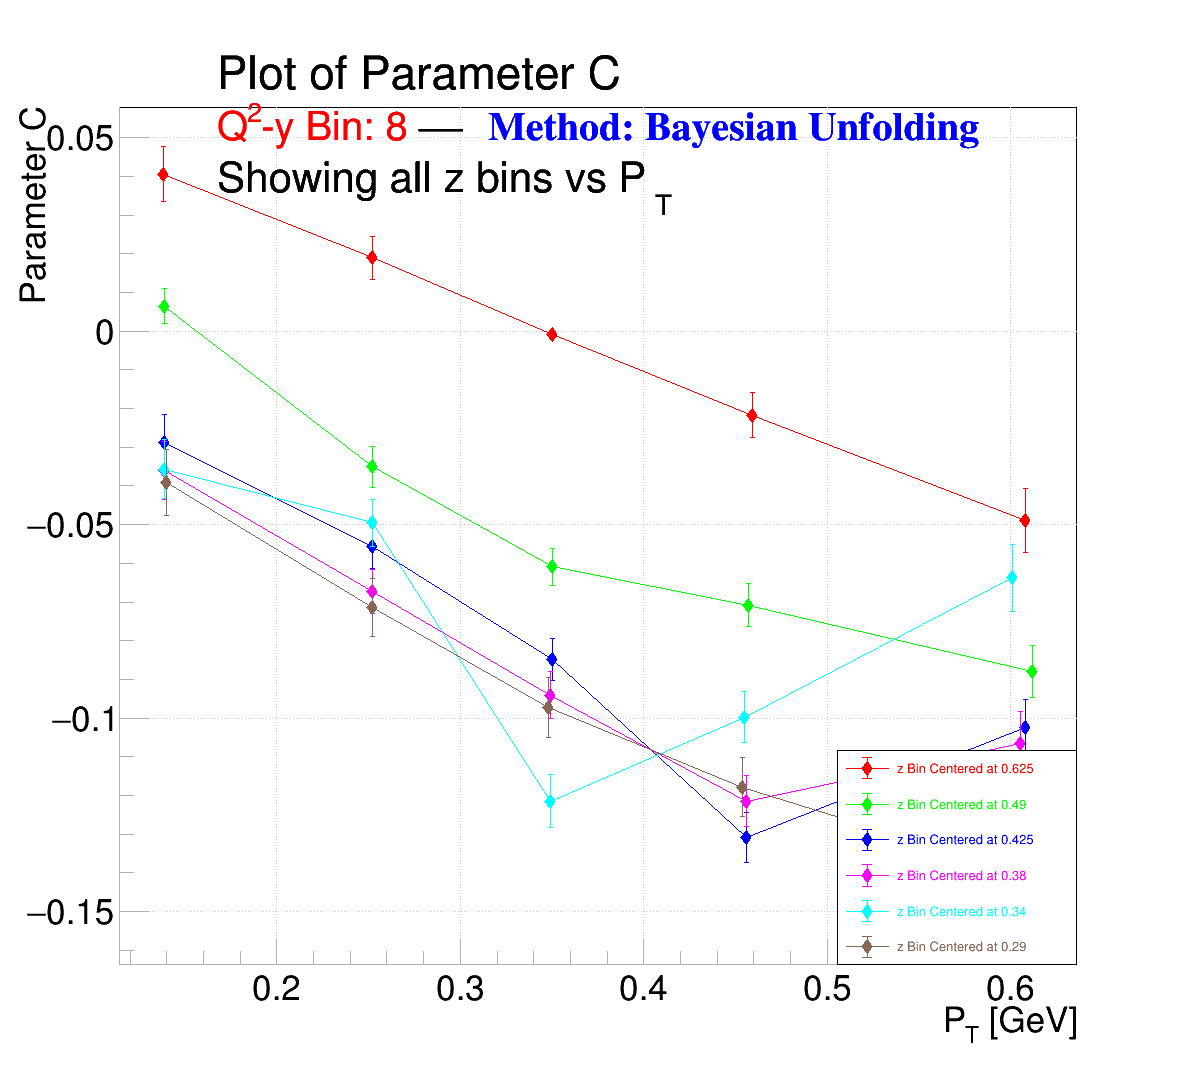 Plot of Parameter C
Q2-y Bin: 8 — Method: Bayesian Unfolding
Showing all z bins vs P T
Parameter C
0.05
0
−0.05
−0.1
−0.15
z Bin Centered at 0.625
z Bin Centered at 0.49
z Bin Centered at 0.425
z Bin Centered at 0.38
z Bin Centered at 0.34
z Bin Centered at 0.29
0.2 0.3 0.4 0.5 0.6
PT [GeV]